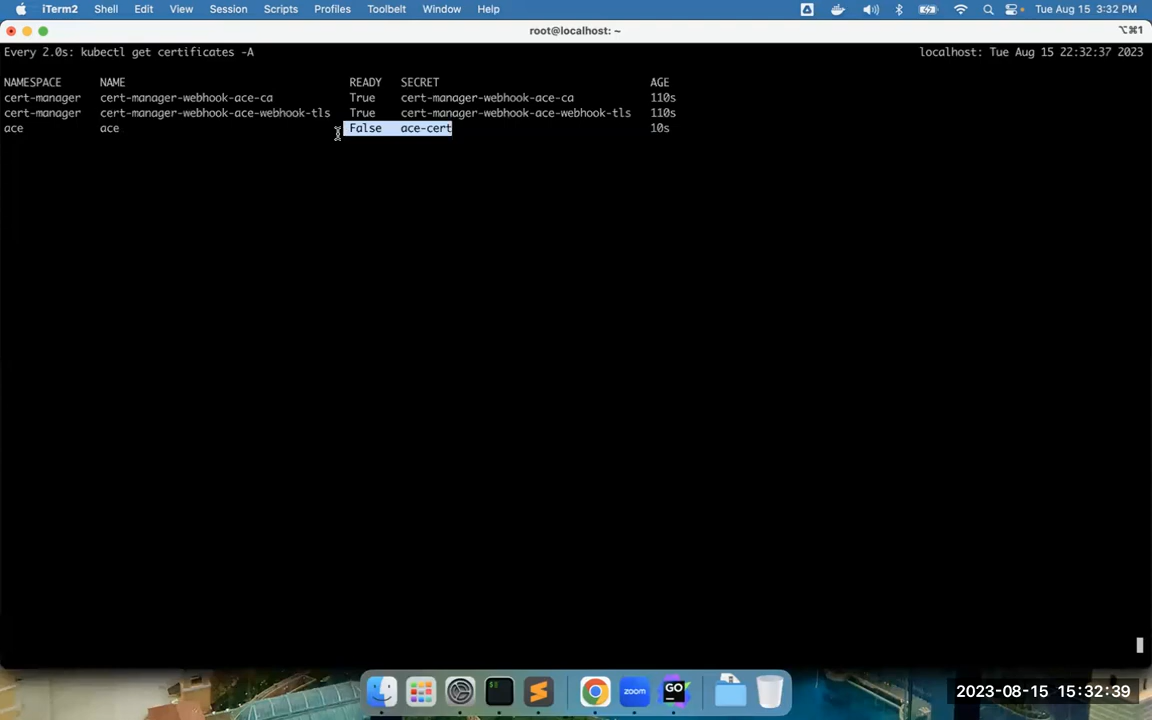 iTerm2 Shell Edit View Session Scripts Profiles Toolbelt Window Help Tue Aug 15 3:32 PM
root@localhost: ~ ⌥⌘1
Every 2.0s: kubectl get certificates -A localhost: Tue Aug 15 22:32:37 2023
NAMESPACE NAME READY SECRET AGE
cert-manager cert-manager-webhook-ace-ca True cert-manager-webhook-ace-ca 110s
cert-manager cert-manager-webhook-ace-webhook-tls True cert-manager-webhook-ace-webhook-tls 110s
ace ace False ace-cert 10s
zoom GO
2023-08-15 15:32:39